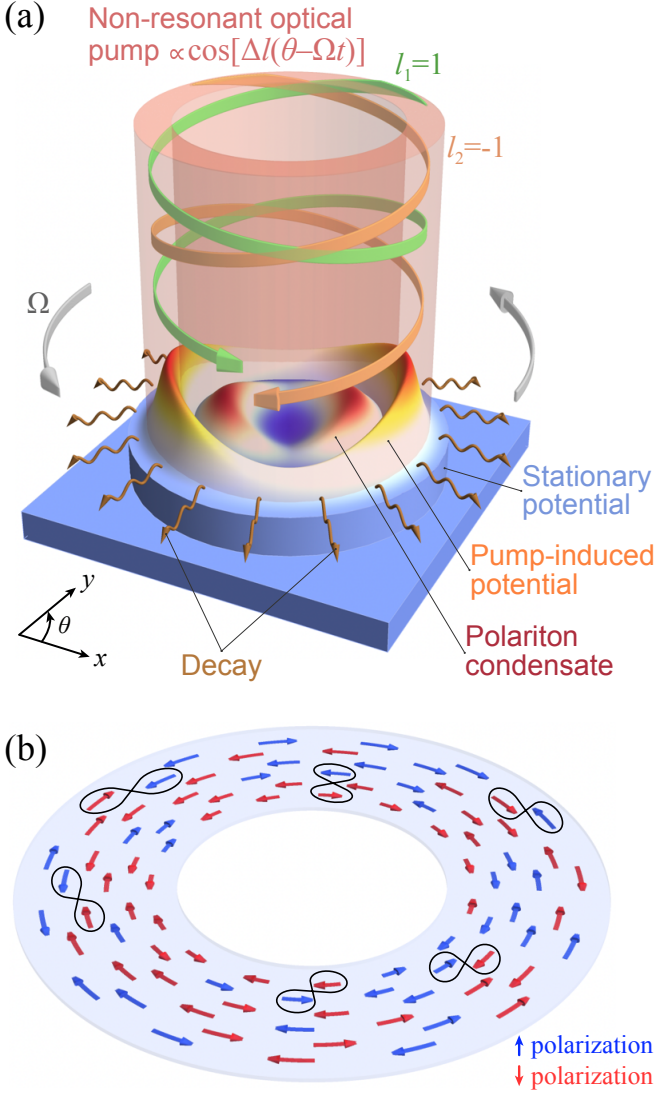 (a)
Non-resonant optical
pump ∝cos[Δl(θ–Ωt)]
l₁=1
l₂=-1
Ω
Stationary
potential
Pump-induced
potential
Polariton
condensate
Decay
y
θ
x
(b)
↑ polarization
↓ polarization